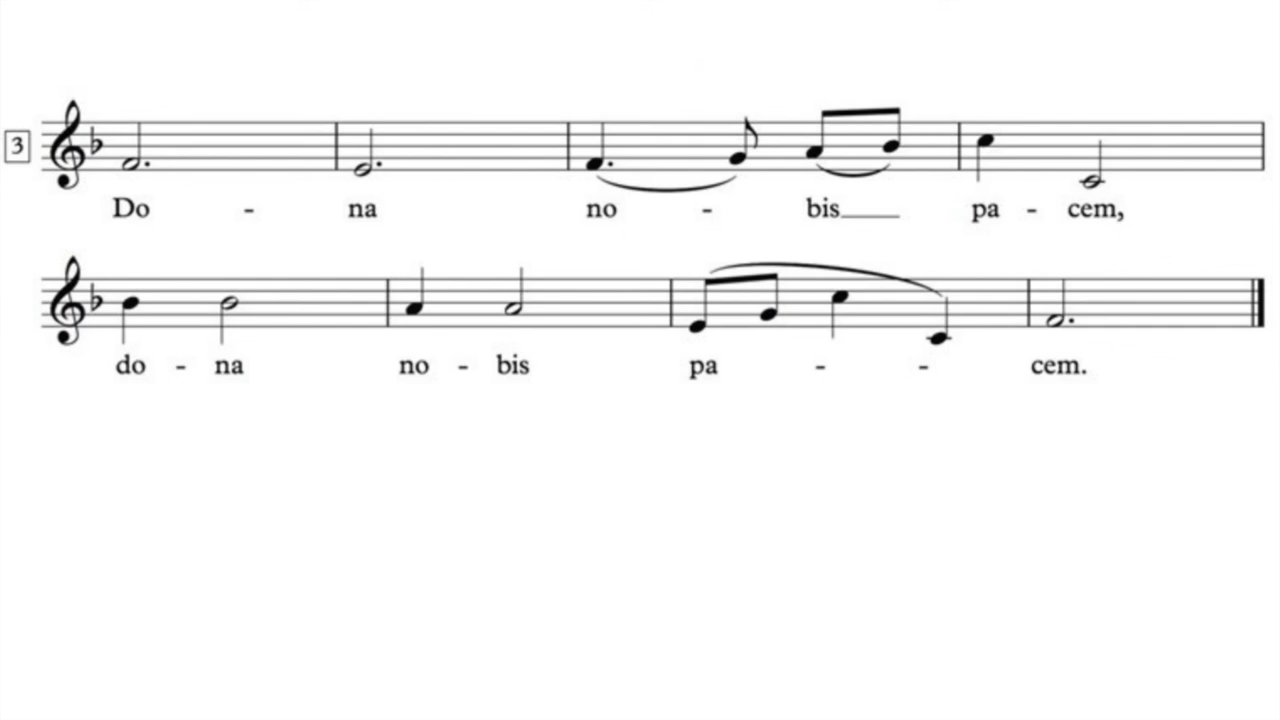 3
Do - na no - bis pa - cem,
do - na no - bis pa - - cem.